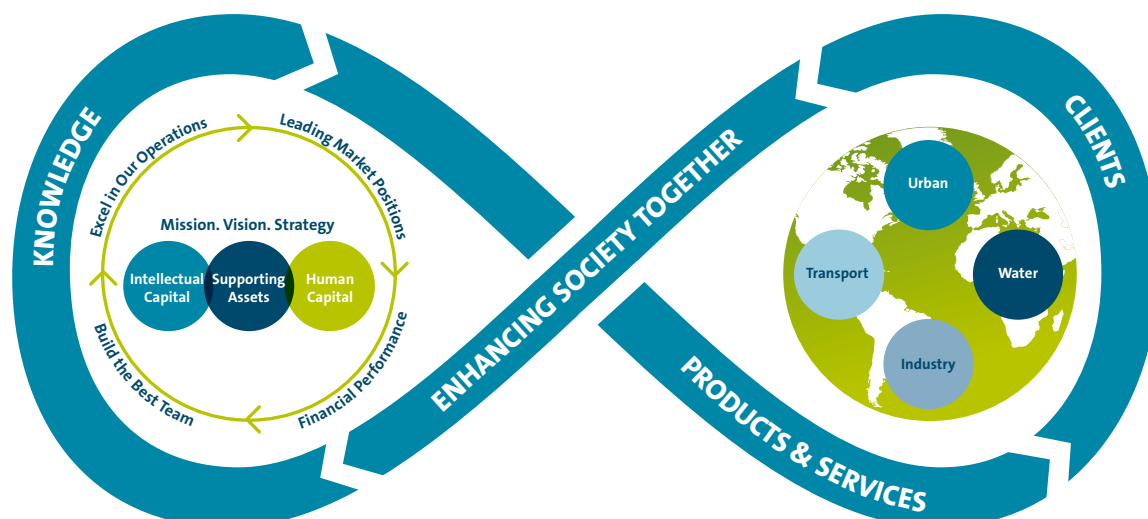 KNOWLEDGE
Excel in Our Operations
Leading Market Positions
Mission. Vision. Strategy
Intellectual
Capital
Supporting
Assets
Human
Capital
Build the Best Team
Financial Performance
ENHANCING SOCIETY TOGETHER
PRODUCTS & SERVICES
CLIENTS
Urban
Transport
Water
Industry